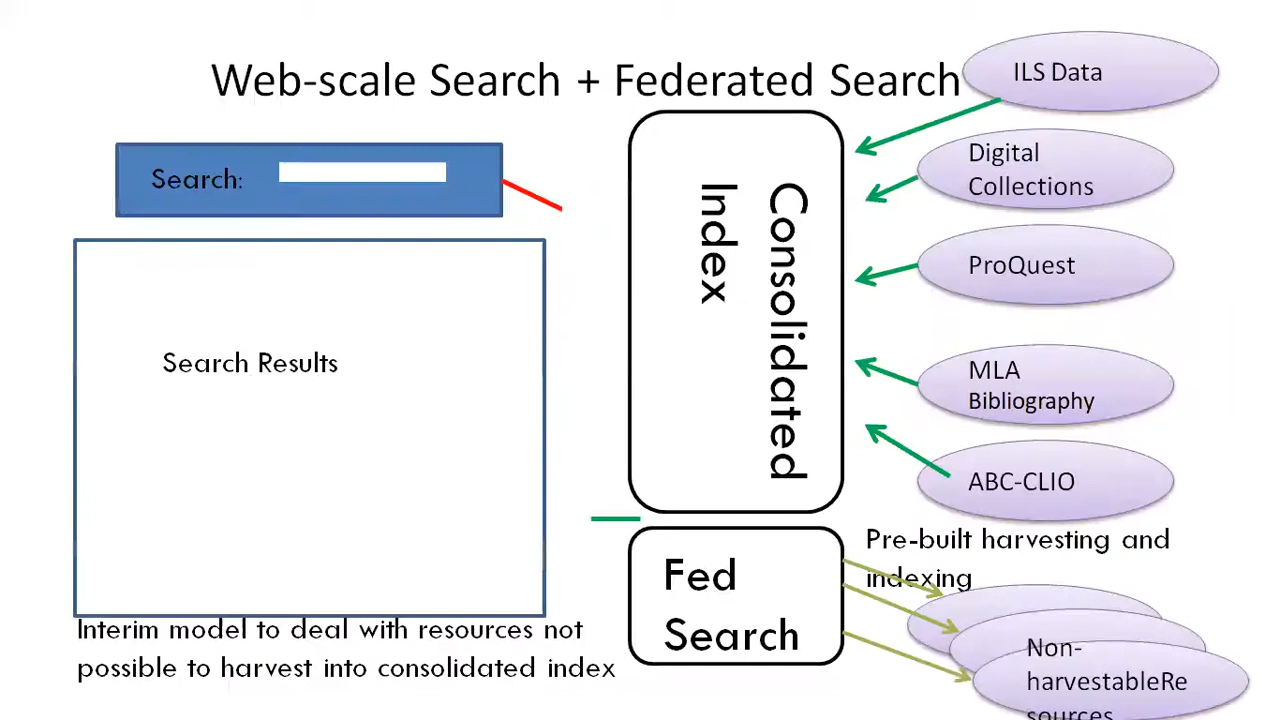 Web-scale Search + Federated Search
ILS Data
Search:
Digital
Collections
Consolidated
Index
ProQuest
Search Results
MLA
Bibliography
ABC-CLIO
Pre-built harvesting and
indexing
Fed
Search
Interim model to deal with resources not
possible to harvest into consolidated index
Non-
harvestableRe
sources